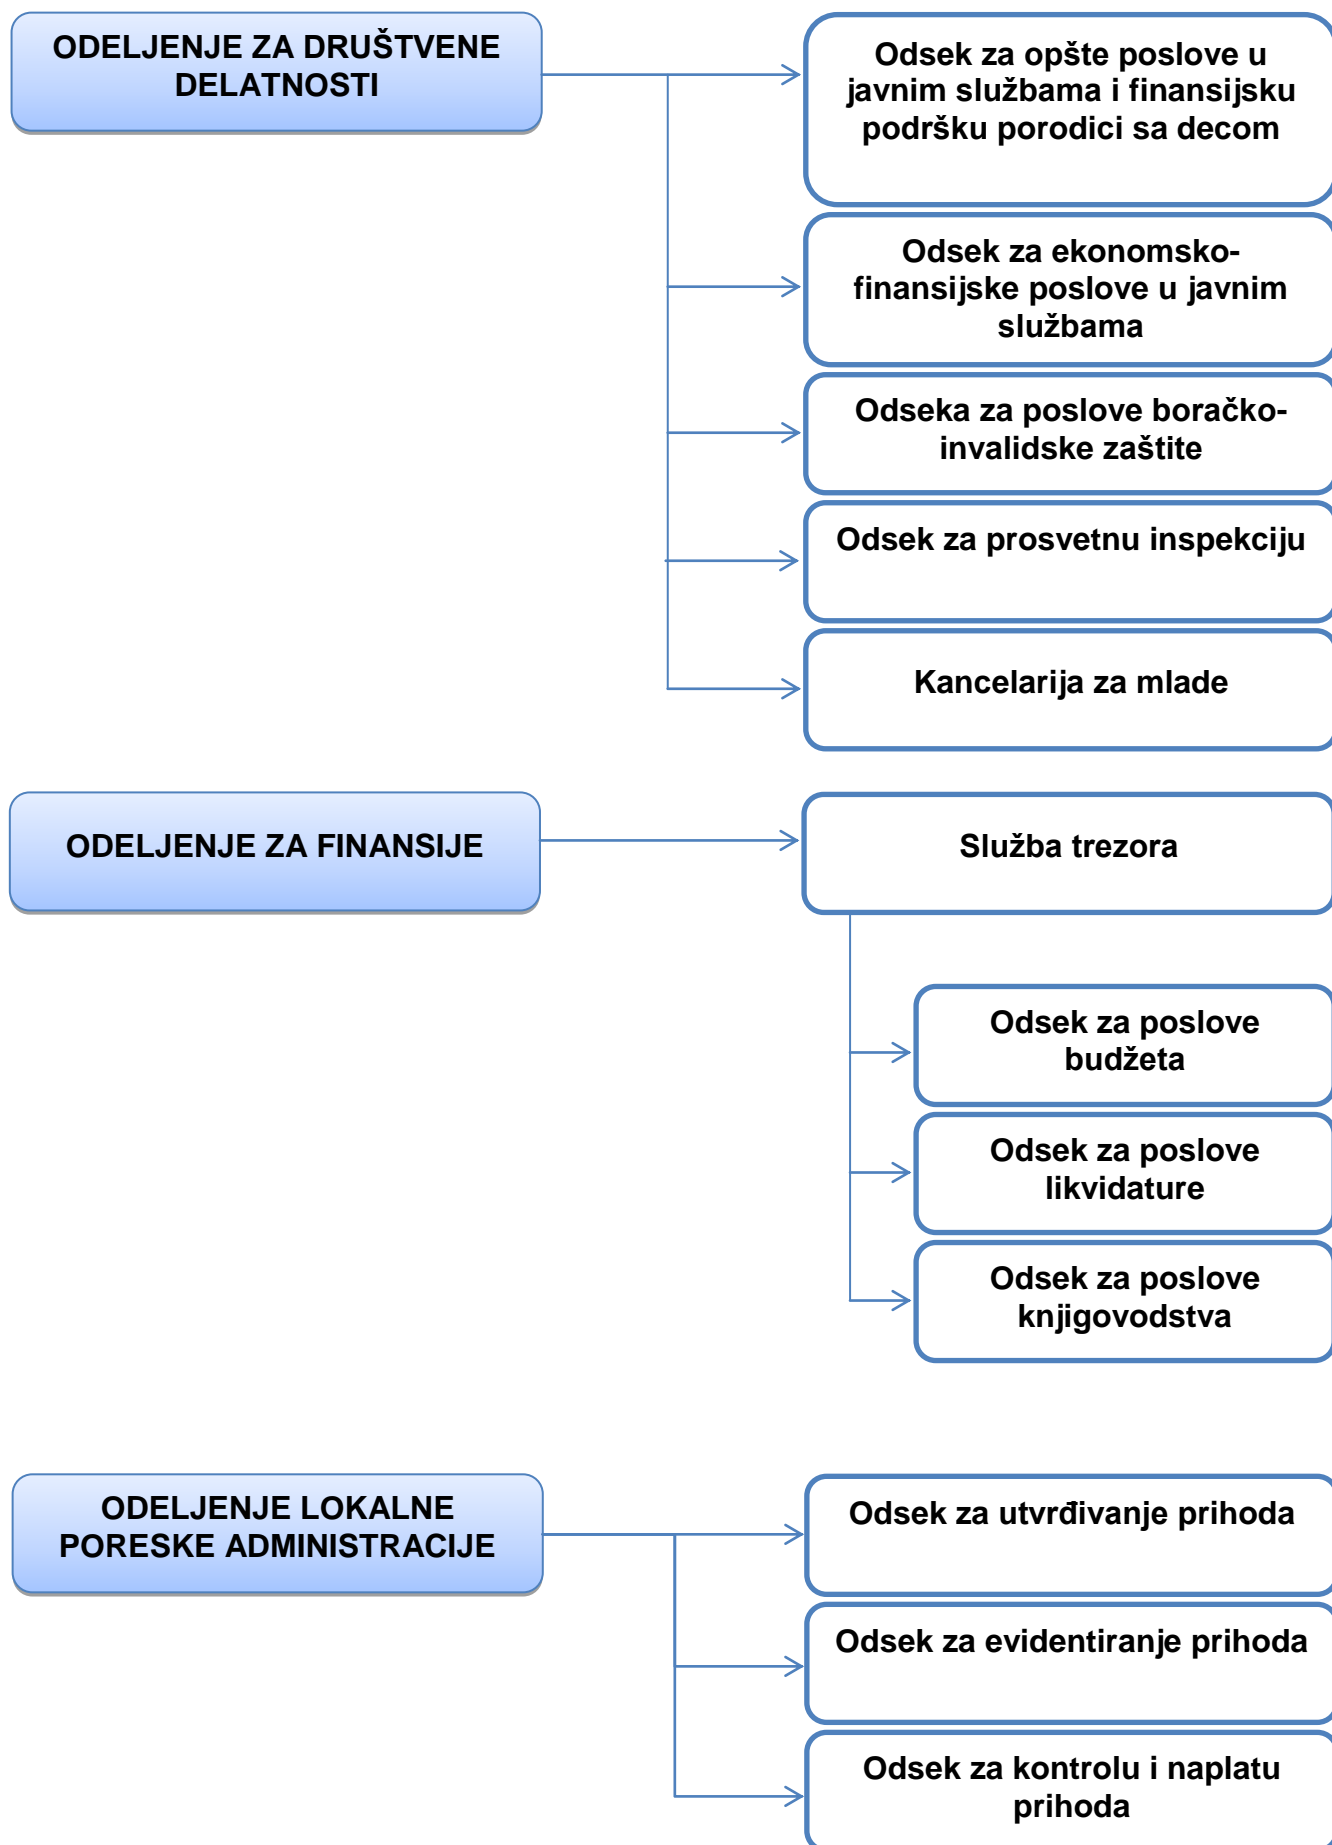 ODELJENJE ZA DRUŠTVENE
DELATNOSTI
Odsek za opšte poslove u
javnim službama i finansijsku
podršku porodici sa decom
Odsek za ekonomsko-
finansijske poslove u javnim
službama
Odseka za poslove boračko-
invalidske zaštite
Odsek za prosvetnu inspekciju
Kancelarija za mlade
ODELJENJE ZA FINANSIJE
Služba trezora
Odsek za poslove
budžeta
Odsek za poslove
likvidature
Odsek za poslove
knjigovodstva
ODELJENJE LOKALNE
PORESKE ADMINISTRACIJE
Odsek za utvrđivanje prihoda
Odsek za evidentiranje prihoda
Odsek za kontrolu i naplatu
prihoda